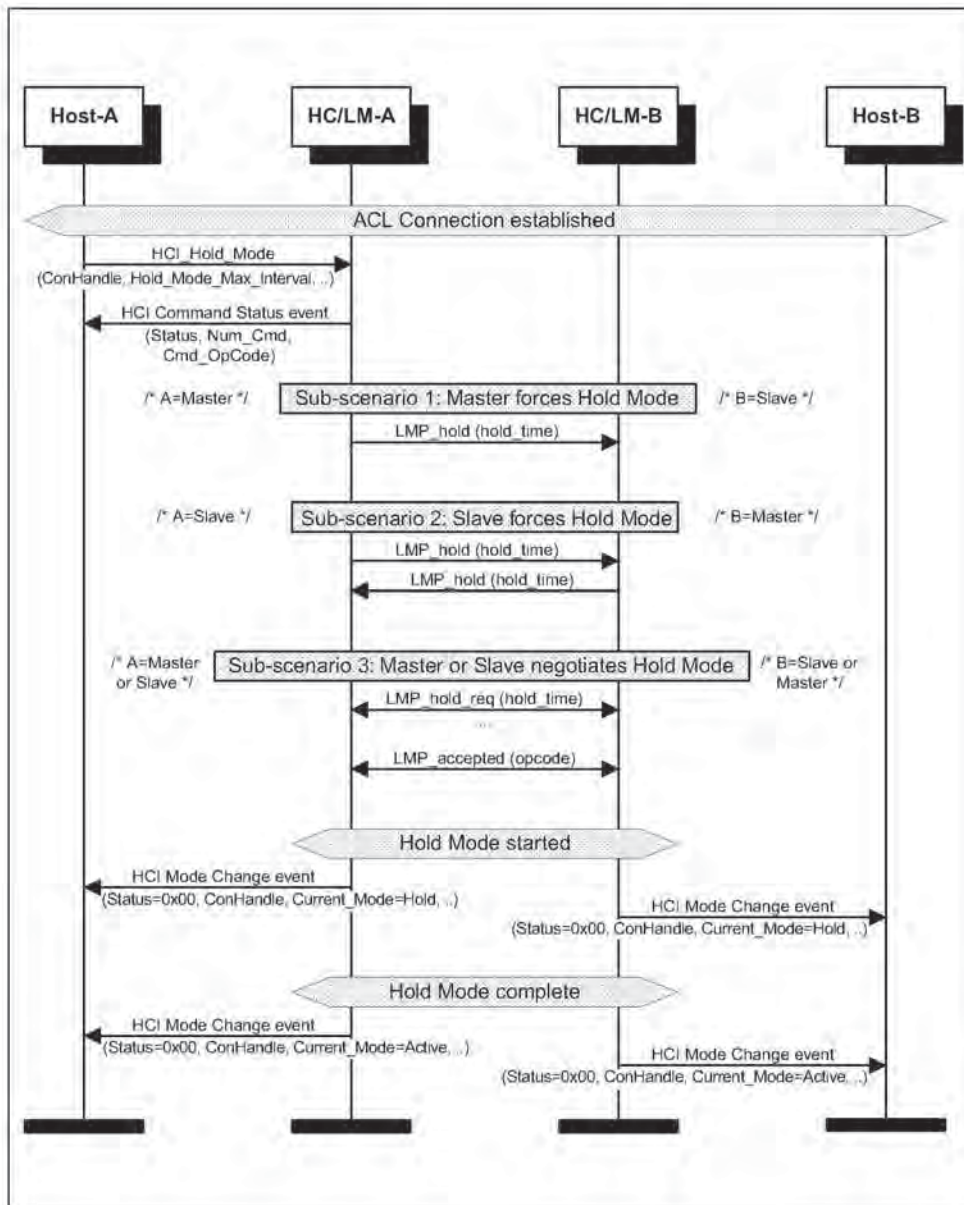 Host-A
HC/LM-A
HC/LM-B
Host-B
ACL Connection established
HCI_Hold_Mode
(ConHandle, Hold_Mode_Max_Interval, ..)
HCI Command Status event
(Status, Num_Cmd,
Cmd_OpCode)
/* A=Master */
Sub-scenario 1: Master forces Hold Mode
/* B=Slave */
LMP_hold (hold_time)
/* A=Slave */
Sub-scenario 2: Slave forces Hold Mode
/* B=Master */
LMP_hold (hold_time)
LMP_hold (hold_time)
/* A=Master
or Slave */
Sub-scenario 3: Master or Slave negotiates Hold Mode
/* B=Slave or
Master */
LMP_hold_req (hold_time)
....
LMP_accepted (opcode)
Hold Mode started
HCI Mode Change event
(Status=0x00, ConHandle, Current_Mode=Hold, ..)
HCI Mode Change event
(Status=0x00, ConHandle, Current_Mode=Hold, ..)
Hold Mode complete
HCI Mode Change event
(Status=0x00, ConHandle, Current_Mode=Active, ..)
HCI Mode Change event
(Status=0x00, ConHandle, Current_Mode=Active, ..)